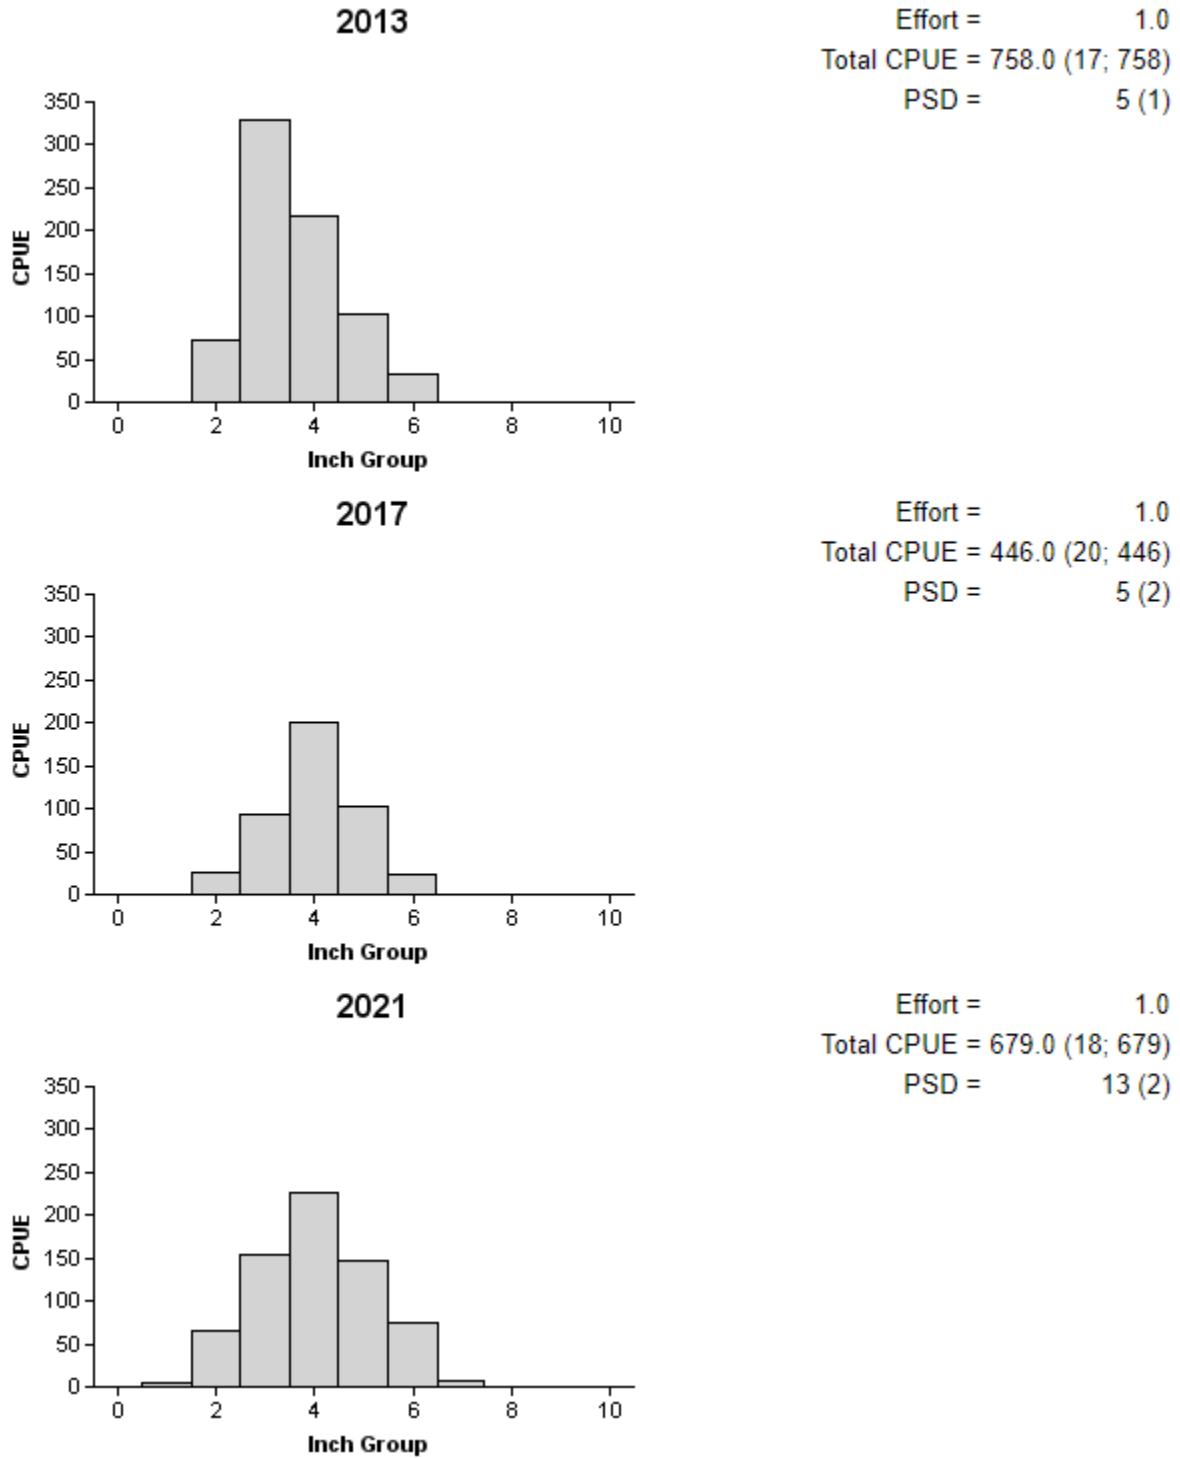 2013
Effort = 1.0
Total CPUE = 758.0 (17; 758)
PSD = 5 (1)
350
300
250
200
150
100
50
0
CPUE
0 2 4 6 8 10
Inch Group
2017
Effort = 1.0
Total CPUE = 446.0 (20; 446)
PSD = 5 (2)
350
300
250
200
150
100
50
0
CPUE
0 2 4 6 8 10
Inch Group
2021
Effort = 1.0
Total CPUE = 679.0 (18; 679)
PSD = 13 (2)
350
300
250
200
150
100
50
0
CPUE
0 2 4 6 8 10
Inch Group